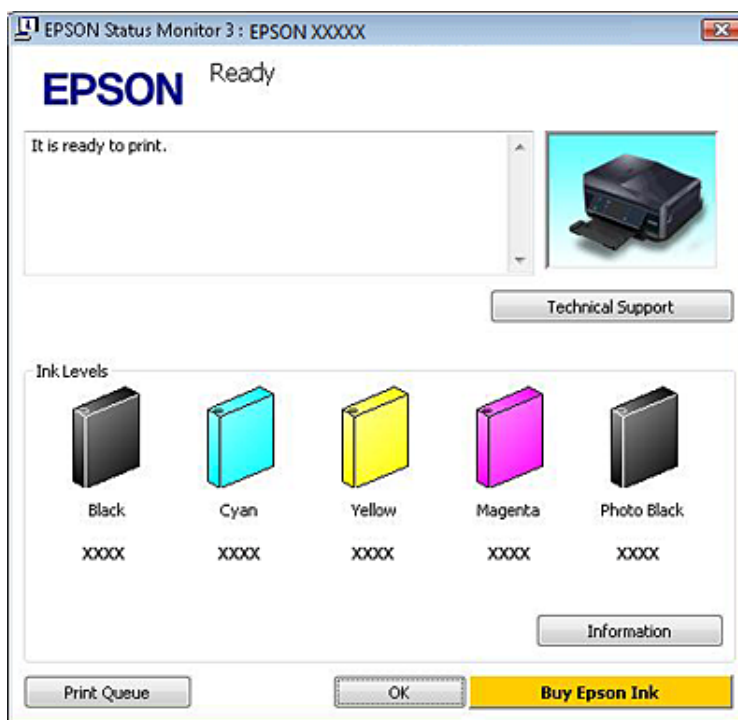 EPSON Status Monitor 3 : EPSON XXXXX
EPSON
Ready
It is ready to print.
Technical Support
Ink Levels
Black Cyan Yellow Magenta Photo Black
XXXX XXXX XXXX XXXX XXXX
Information
Print Queue OK Buy Epson Ink